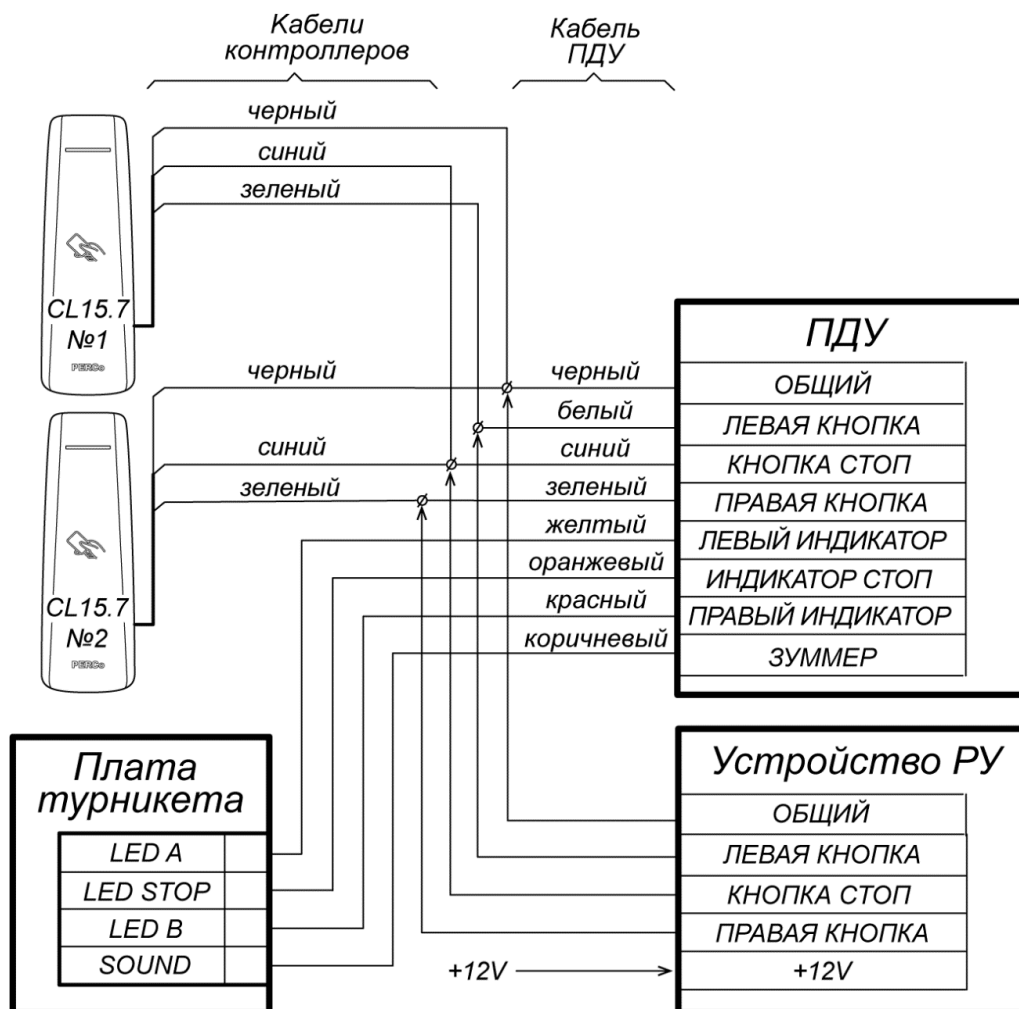 Кабели
контроллеров
Кабель
ПДУ
черный
синий
зеленый
CL15.7
№1
PERCo
черный
синий
зеленый
CL15.7
№2
PERCo
черный
белый
синий
зеленый
желтый
оранжевый
красный
коричневый
ПДУ
ОБЩИЙ
ЛЕВАЯ КНОПКА
КНОПКА СТОП
ПРАВАЯ КНОПКА
ЛЕВЫЙ ИНДИКАТОР
ИНДИКАТОР СТОП
ПРАВЫЙ ИНДИКАТОР
ЗУММЕР
Плата
турникета
LED A
LED STOP
LED B
SOUND
Устройство РУ
ОБЩИЙ
ЛЕВАЯ КНОПКА
КНОПКА СТОП
ПРАВАЯ КНОПКА
+12V
+12V